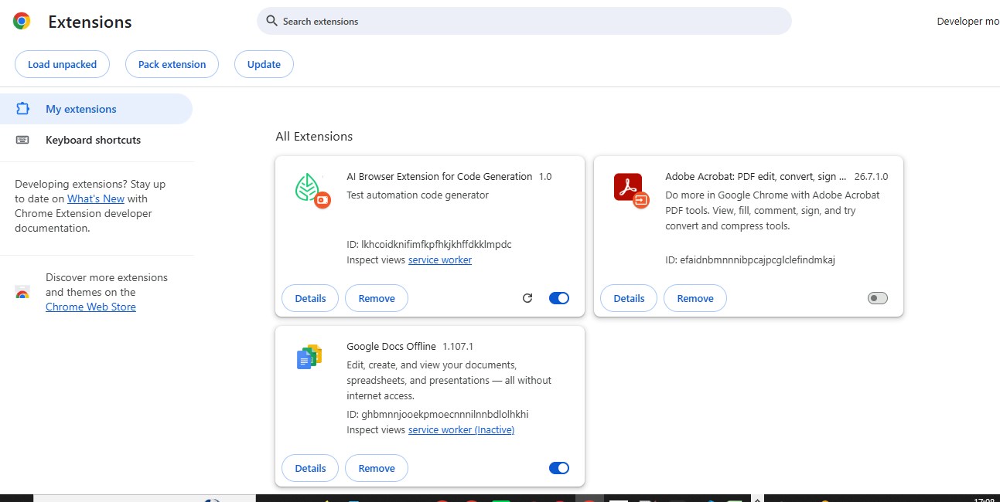 Extensions
Search extensions
Developer mo
Load unpacked
Pack extension
Update
My extensions
Keyboard shortcuts
Developing extensions? Stay up
to date on What's New with
Chrome Extension developer
documentation.
Discover more extensions
and themes on the
Chrome Web Store
All Extensions
AI Browser Extension for Code Generation 1.0
Test automation code generator
ID: lkhcoidknifimfkpfhkjkhffdkklmpdc
Inspect views service worker
Details
Remove
Adobe Acrobat: PDF edit, convert, sign ... 26.7.1.0
Do more in Google Chrome with Adobe Acrobat
PDF tools. View, fill, comment, sign, and try
convert and compress tools.
ID: efaidnbmnnnibpcajpcglclefindmkaj
Details
Remove
Google Docs Offline 1.107.1
Edit, create, and view your documents,
spreadsheets, and presentations — all without
internet access.
ID: ghbmnnjooekpmoecnnnilnnbdlolhkhi
Inspect views service worker (Inactive)
Details
Remove